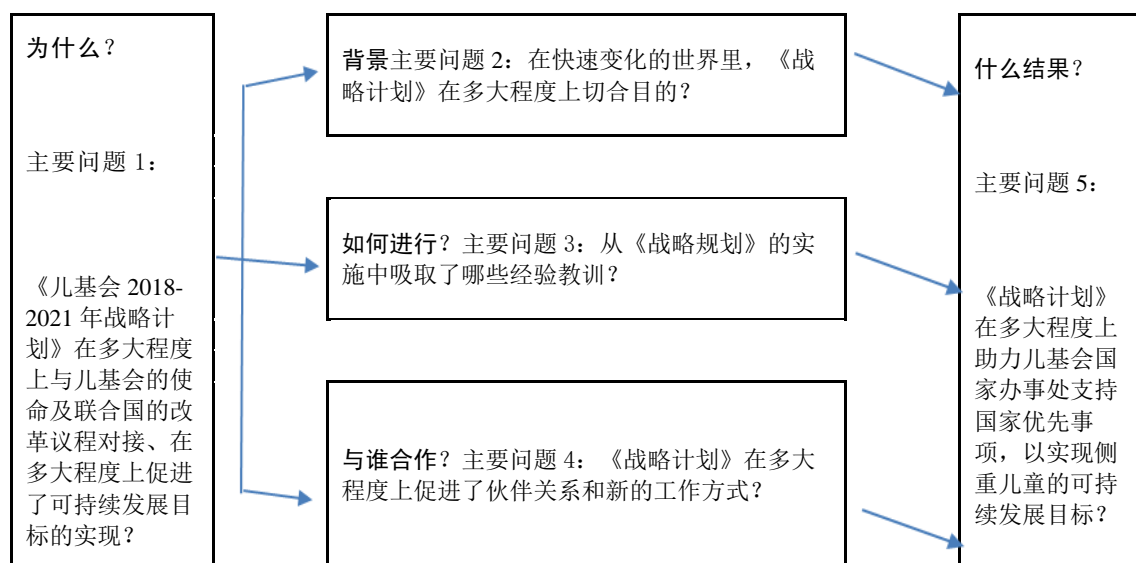 为什么？
主要问题 1：
《儿基会 2018-
2021 年战略计
划》在多大程度
上与儿基会的使
命及联合国的改
革议程对接、在
多大程度上促进
了可持续发展目
标的实现？
背景主要问题 2：在快速变化的世界里，《战
略计划》在多大程度上切合目的？
如何进行？主要问题 3：从《战略规划》的实
施中吸取了哪些经验教训？
与谁合作？主要问题 4：《战略计划》在多大
程度上促进了伙伴关系和新的工作方式？
什么结果？
主要问题 5：
《战略计划》
在多大程度上
助力儿基会国
家办事处支持
国家优先事
项，以实现侧
重儿童的可持
续发展目标？